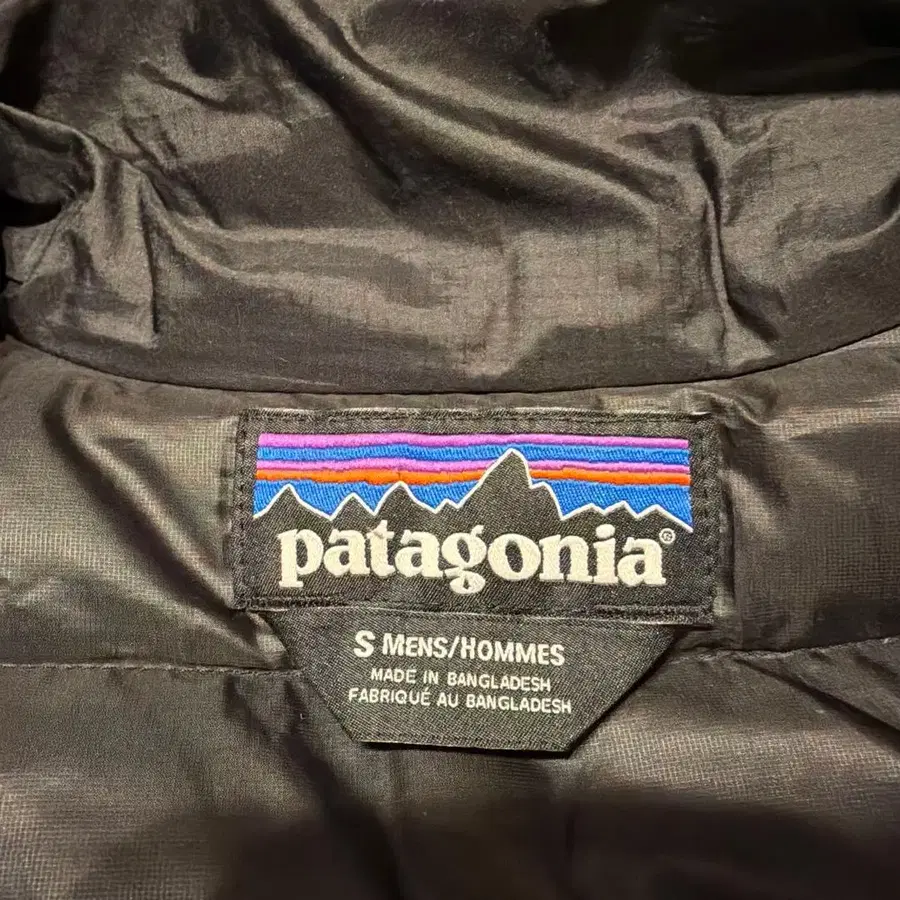 patagonia®
S MENS/HOMMES
MADE IN BANGLADESH
FABRIQUÉ AU BANGLADESH